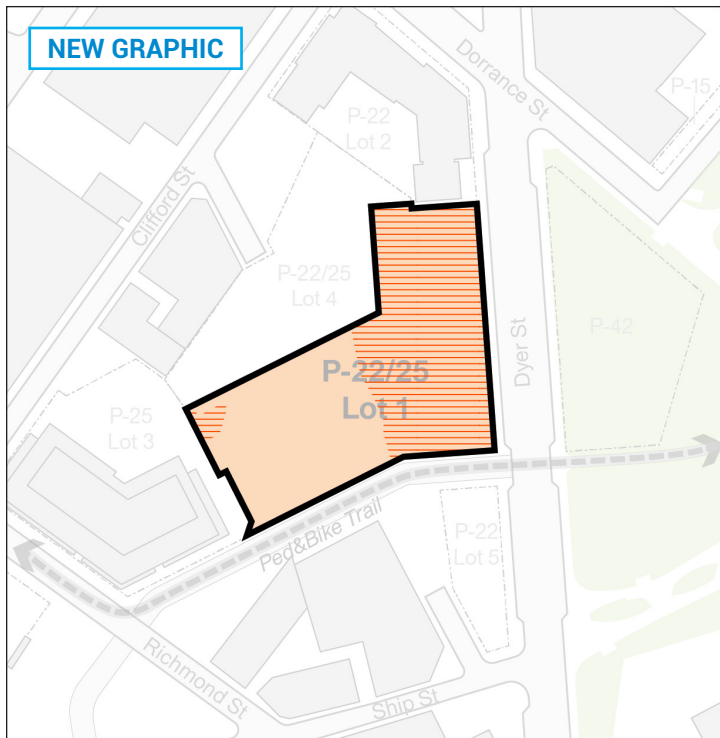 NEW GRAPHIC
Dorrance St
P-15
P-22
Lot 2
Clifford St
P-22/25
Lot 4
P-42
Dyer St
P-22/25
Lot 1
P-25
Lot 3
Ped&Bike Trail
P-22
Lot 5
Richmond St
Ship St